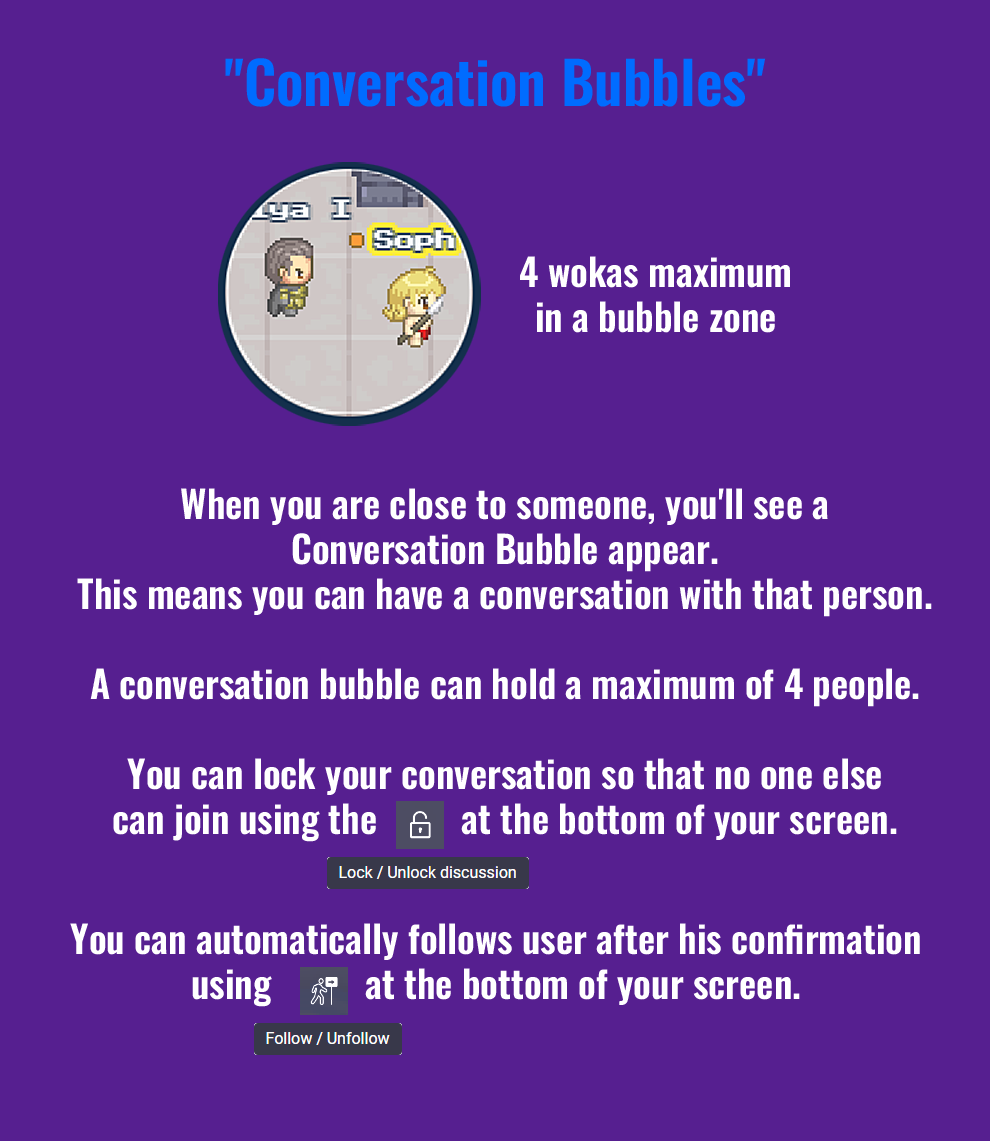 "Conversation Bubbles"
lya I
Soph
4 wokas maximum
in a bubble zone
When you are close to someone, you'll see a
Conversation Bubble appear.
This means you can have a conversation with that person.
A conversation bubble can hold a maximum of 4 people.
You can lock your conversation so that no one else
can join using the at the bottom of your screen.
Lock / Unlock discussion
You can automatically follows user after his confirmation
using at the bottom of your screen.
Follow / Unfollow